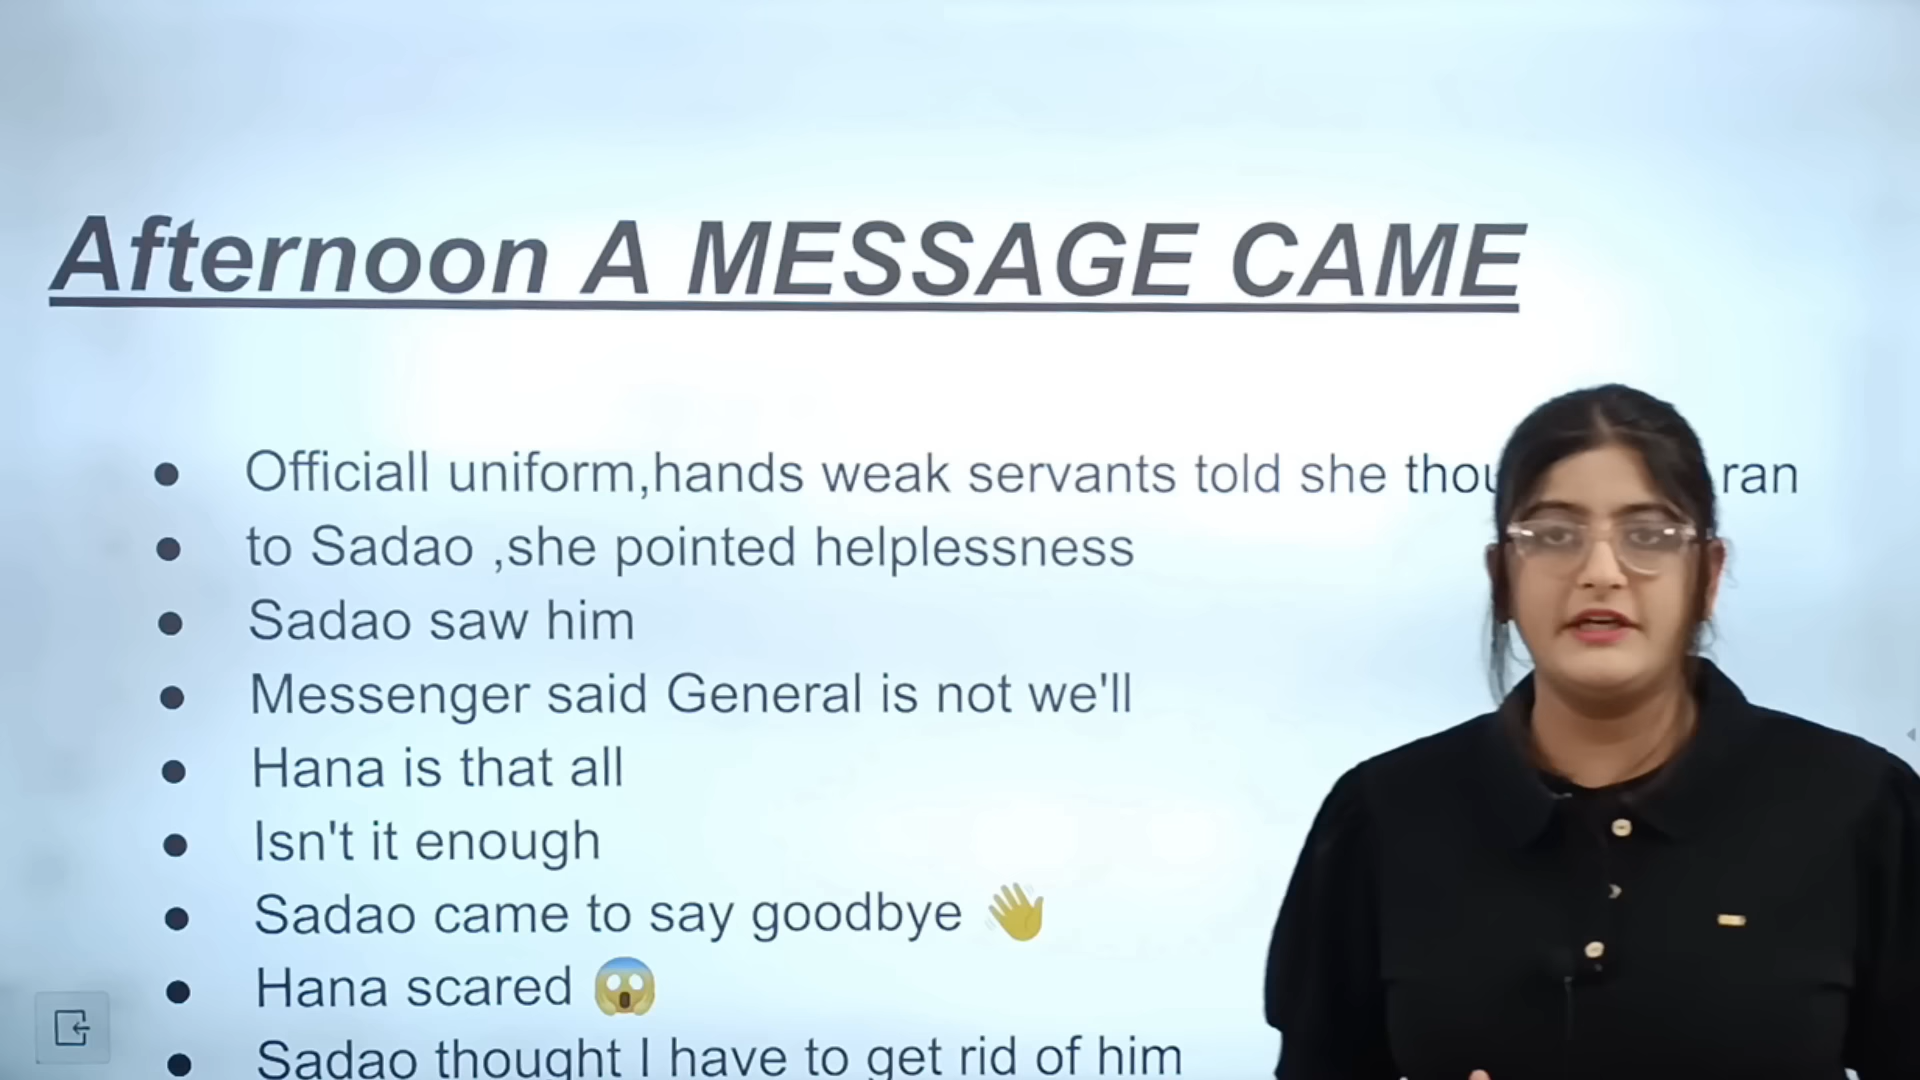 Afternoon A MESSAGE CAME
• Officiall uniform,hands weak servants told she ran
• to Sadao ,she pointed helplessness
• Sadao saw him
• Messenger said General is not we'll
• Hana is that all
• Isn't it enough
• Sadao came to say goodbye 👋
• Hana scared 😱
• Sadao thought I have to get rid of him